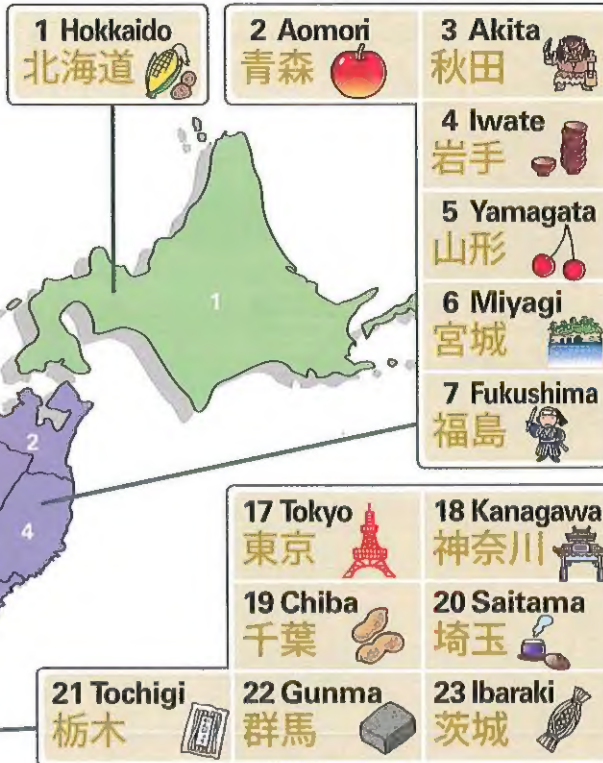 1 Hokkaido
北海道
2 Aomori
青森
3 Akita
秋田
4 Iwate
岩手
5 Yamagata
山形
6 Miyagi
宮城
7 Fukushima
福島
1
2
4
17 Tokyo
東京
18 Kanagawa
神奈川
19 Chiba
千葉
20 Saitama
埼玉
21 Tochigi
栃木
22 Gunma
群馬
23 Ibaraki
茨城